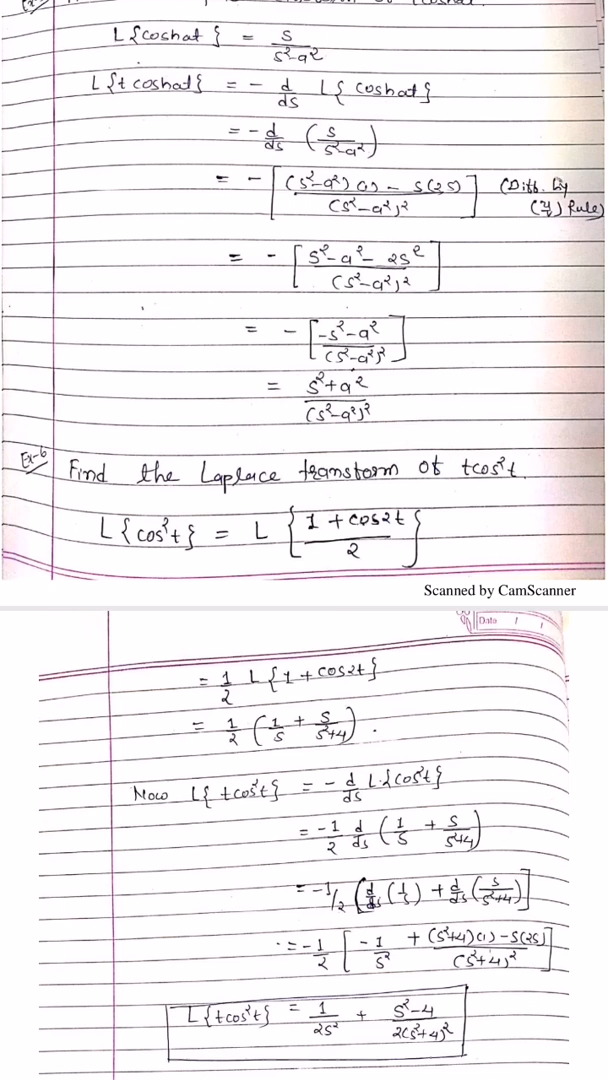 L{coshat} = s/(s²-a²)
L{t coshat} = - d/ds L{coshat}
= - d/ds (s/(s²-a²))
= - [((s²-a²)(1) - s(2s))/(s²-a²)²] (Diff. by
Rule)
= - [(s²-a²-2s²)/(s²-a²)²]
= - [(-s²-a²)/(s²-a²)²]
= (s²+a²)/(s²-a²)²
Ex-6 Find the Laplace transform of tcos²t.
L{cos²t} = L {(1+cos2t)/2}
Scanned by CamScanner
Date / /
= 1/2 L{1+cos2t}
= 1/2 (1/s + s/(s²+4)).
Now L{tcos²t} = - d/ds L{cos²t}
= -1/2 d/ds (1/s + s/(s²+4))
= -1/2 [d/ds (1/s) + d/ds (s/(s²+4))]
= -1/2 [-1/s² + ((s²+4)(1)-s(2s))/(s²+4)²]
L{tcos²t} = 1/2s² + (s²-4)/2(s²+4)²